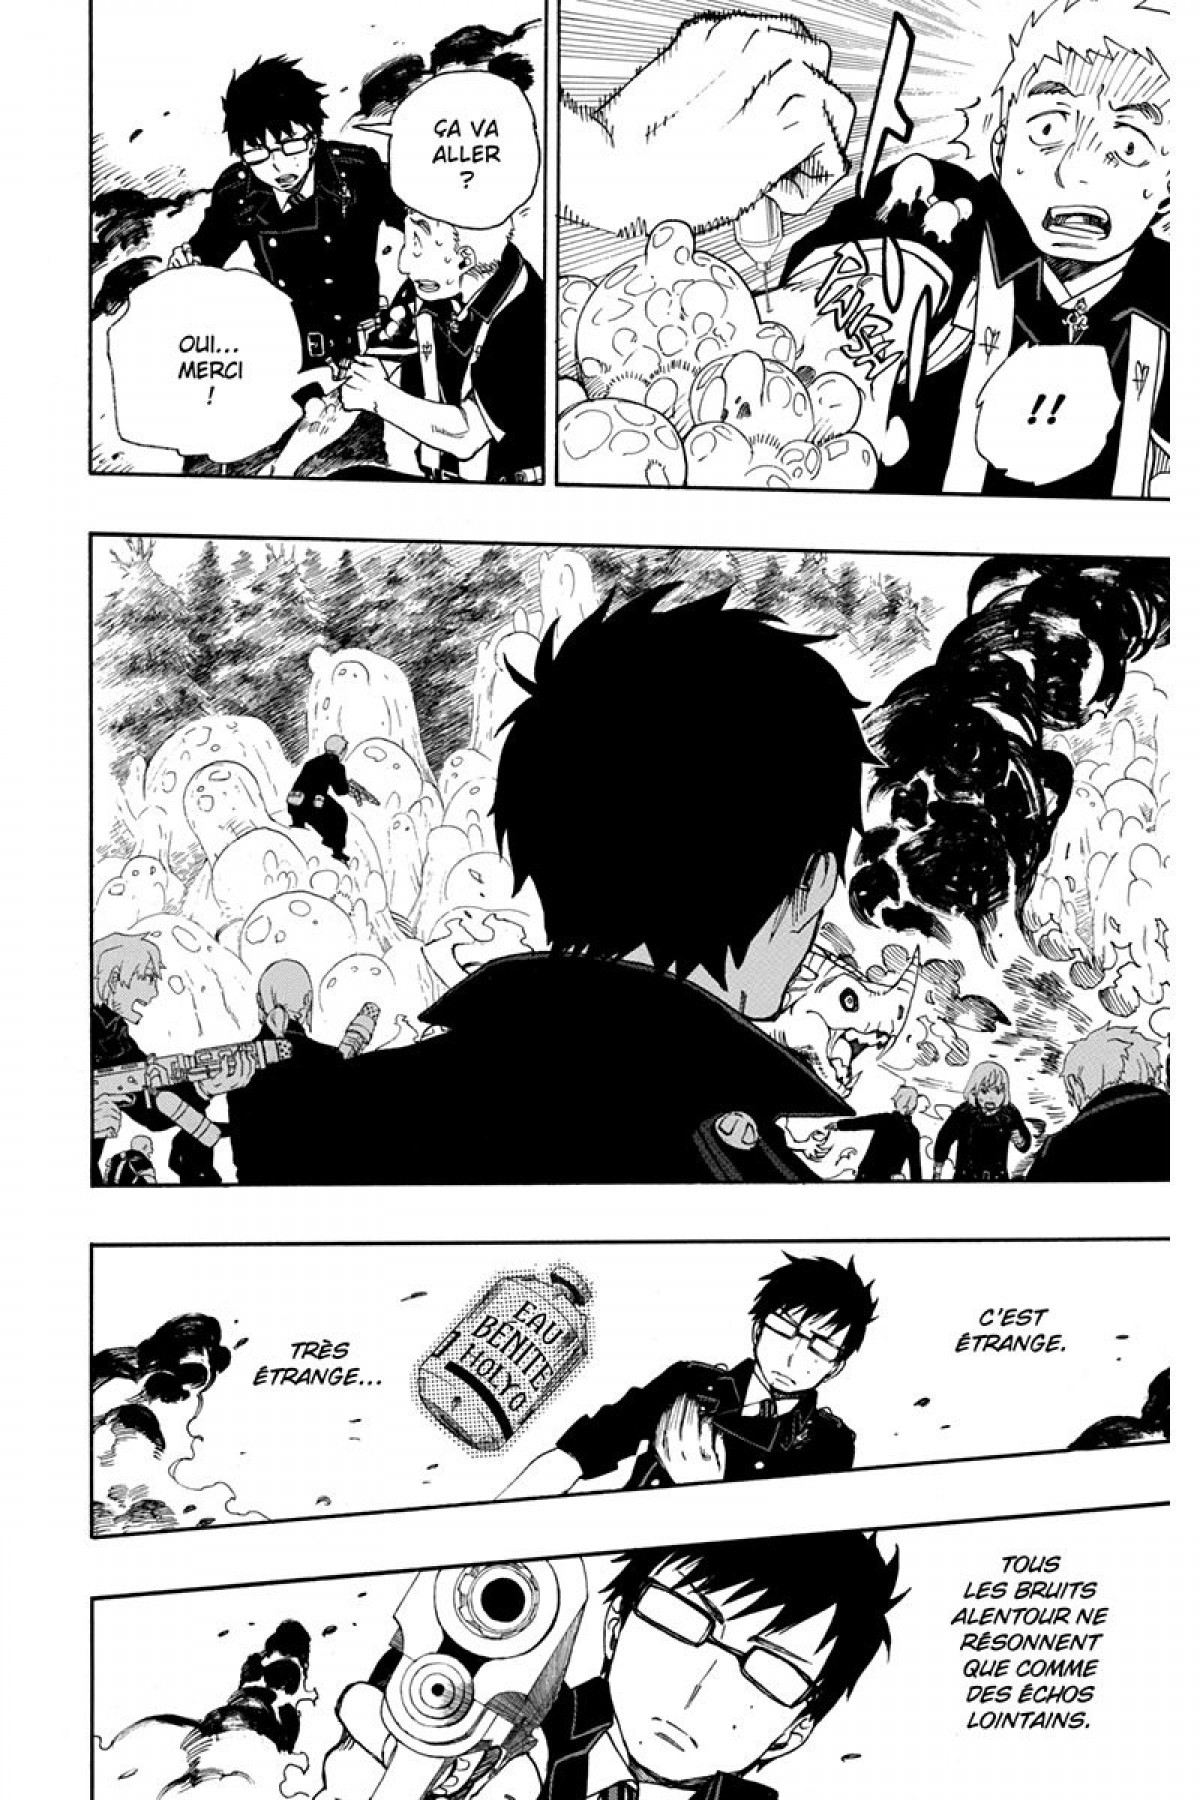 !!
ÇA VA
ALLER
?
OUI...
MERCI
!
C'EST
ÉTRANGE.
EAU
BÉNITE
HOLYO
TRÈS
ÉTRANGE...
TOUS
LES BRUITS
ALENTOUR NE
RÉSONNENT
QUE COMME
DES ÉCHOS
LOINTAINS.